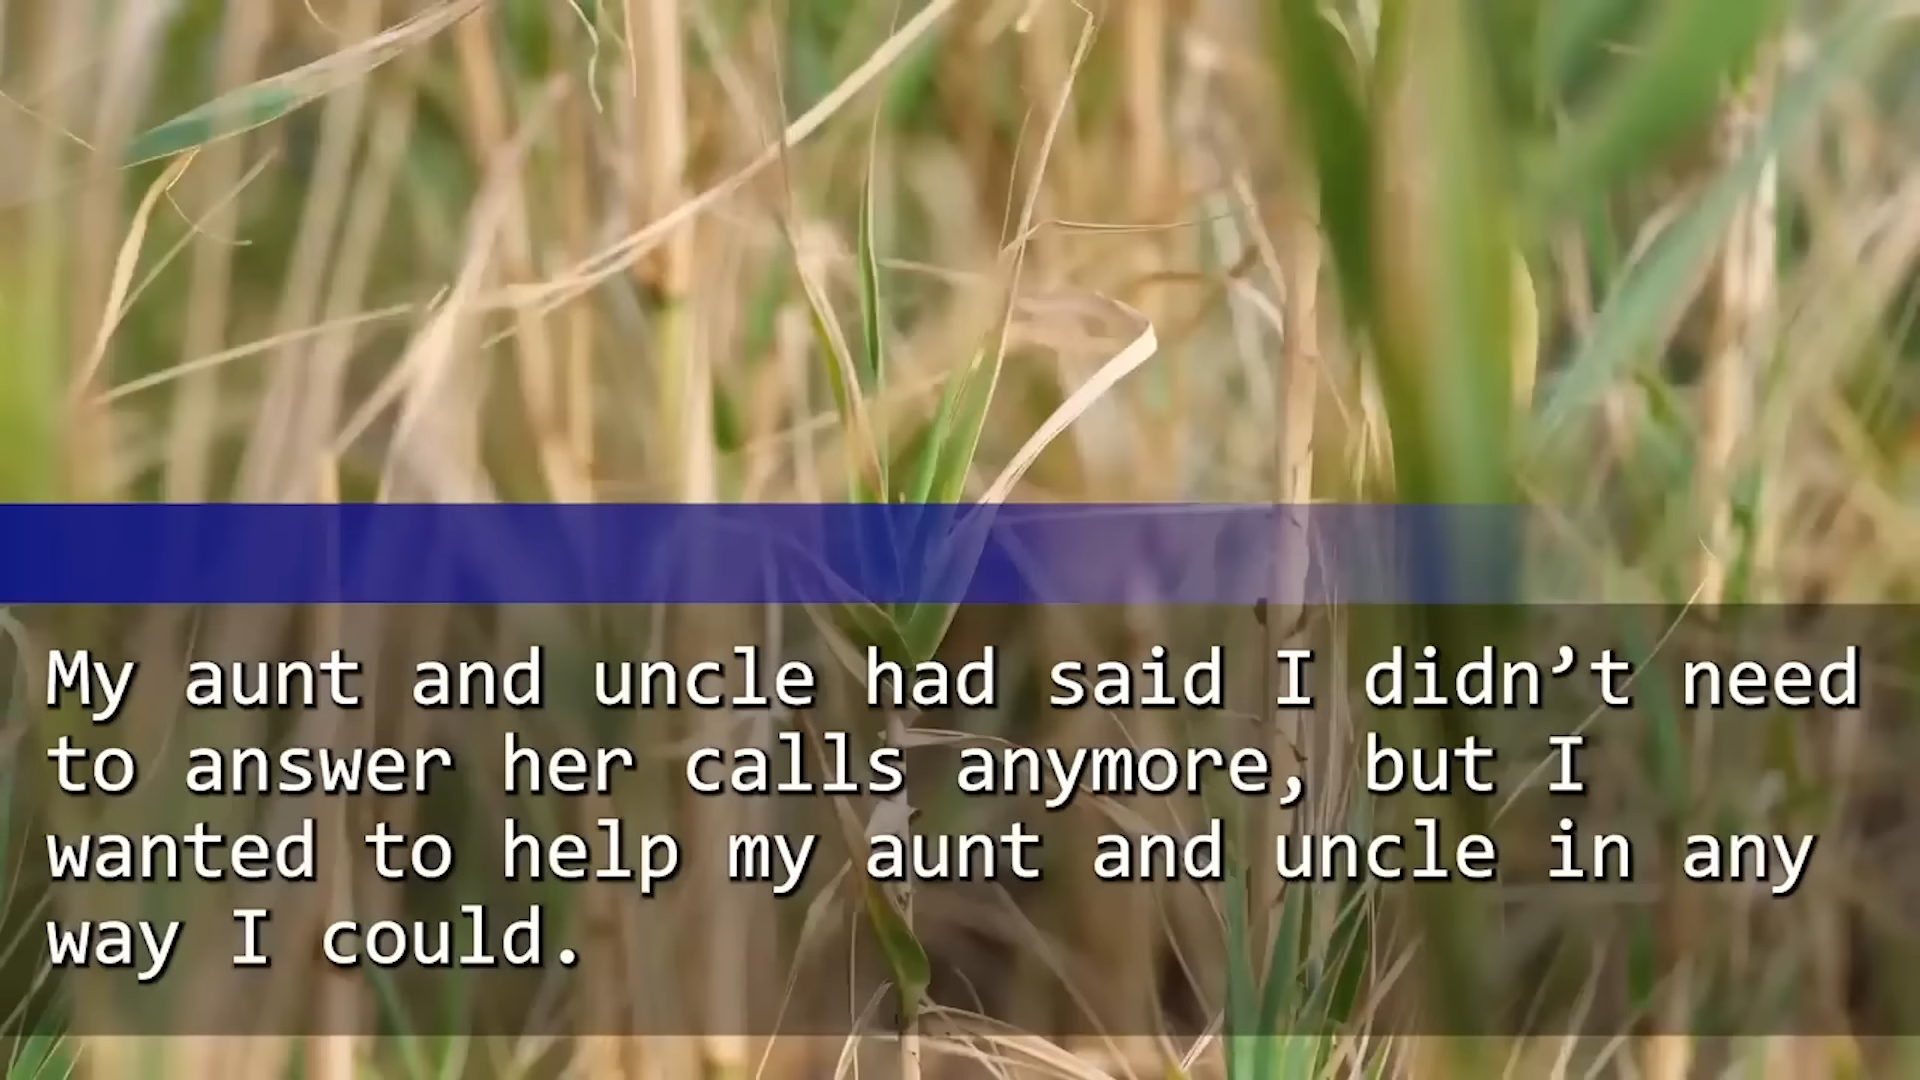 My aunt and uncle had said I didn’t need
to answer her calls anymore, but I
wanted to help my aunt and uncle in any
way I could.